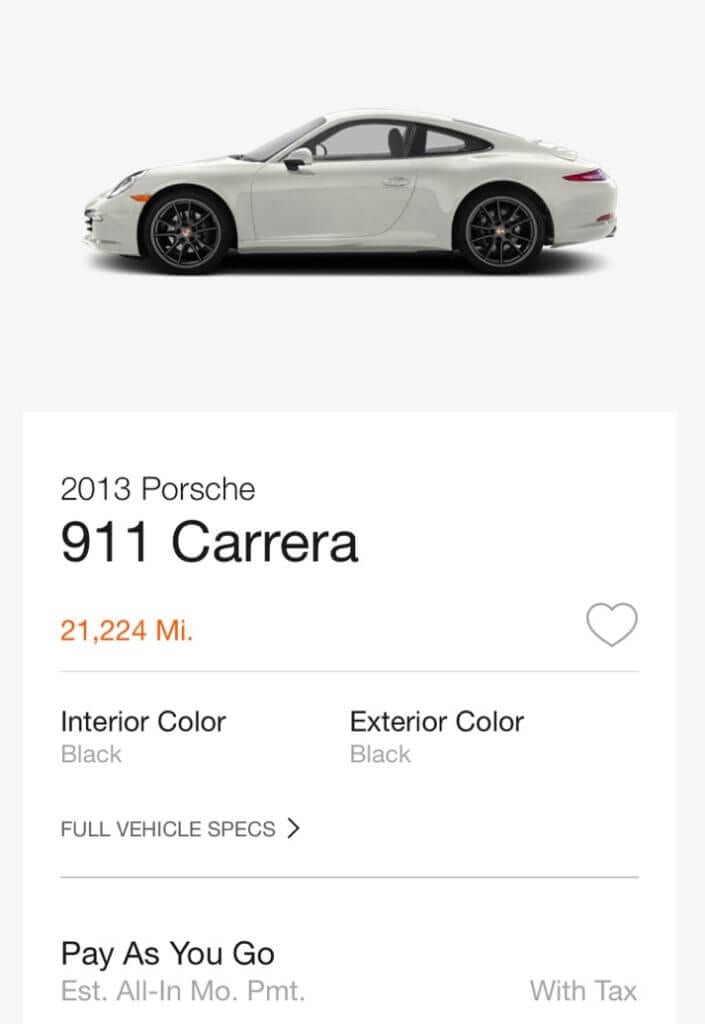 2013 Porsche
911 Carrera
21,224 Mi.
Interior Color Exterior Color
Black Black
FULL VEHICLE SPECS
Pay As You Go
Est. All-In Mo. Pmt. With Tax